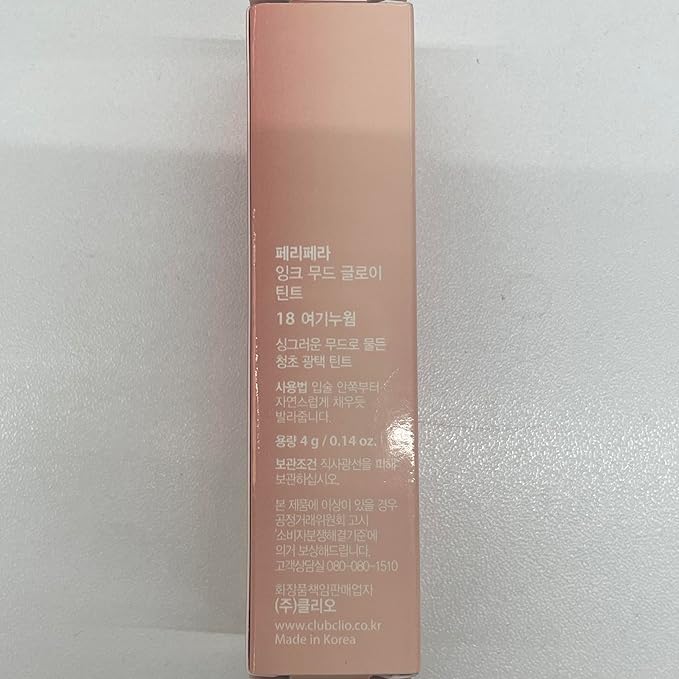 페리페라
잉크 무드 글로이
틴트
18 여기누웜
싱그러운 무드로 물든
청초 광택 틴트
사용법 입술 안쪽부터
자연스럽게 채우듯
발라줍니다.
용량 4 g / 0.14 oz.
보관조건 직사광선을 피해
보관하십시오.
본 제품에 이상이 있을 경우
공정거래위원회 고시
'소비자분쟁해결기준'에
의거 보상해드립니다.
고객상담실 080-080-1510
화장품책임판매업자
(주)클리오
www.clubclio.co.kr
Made in Korea